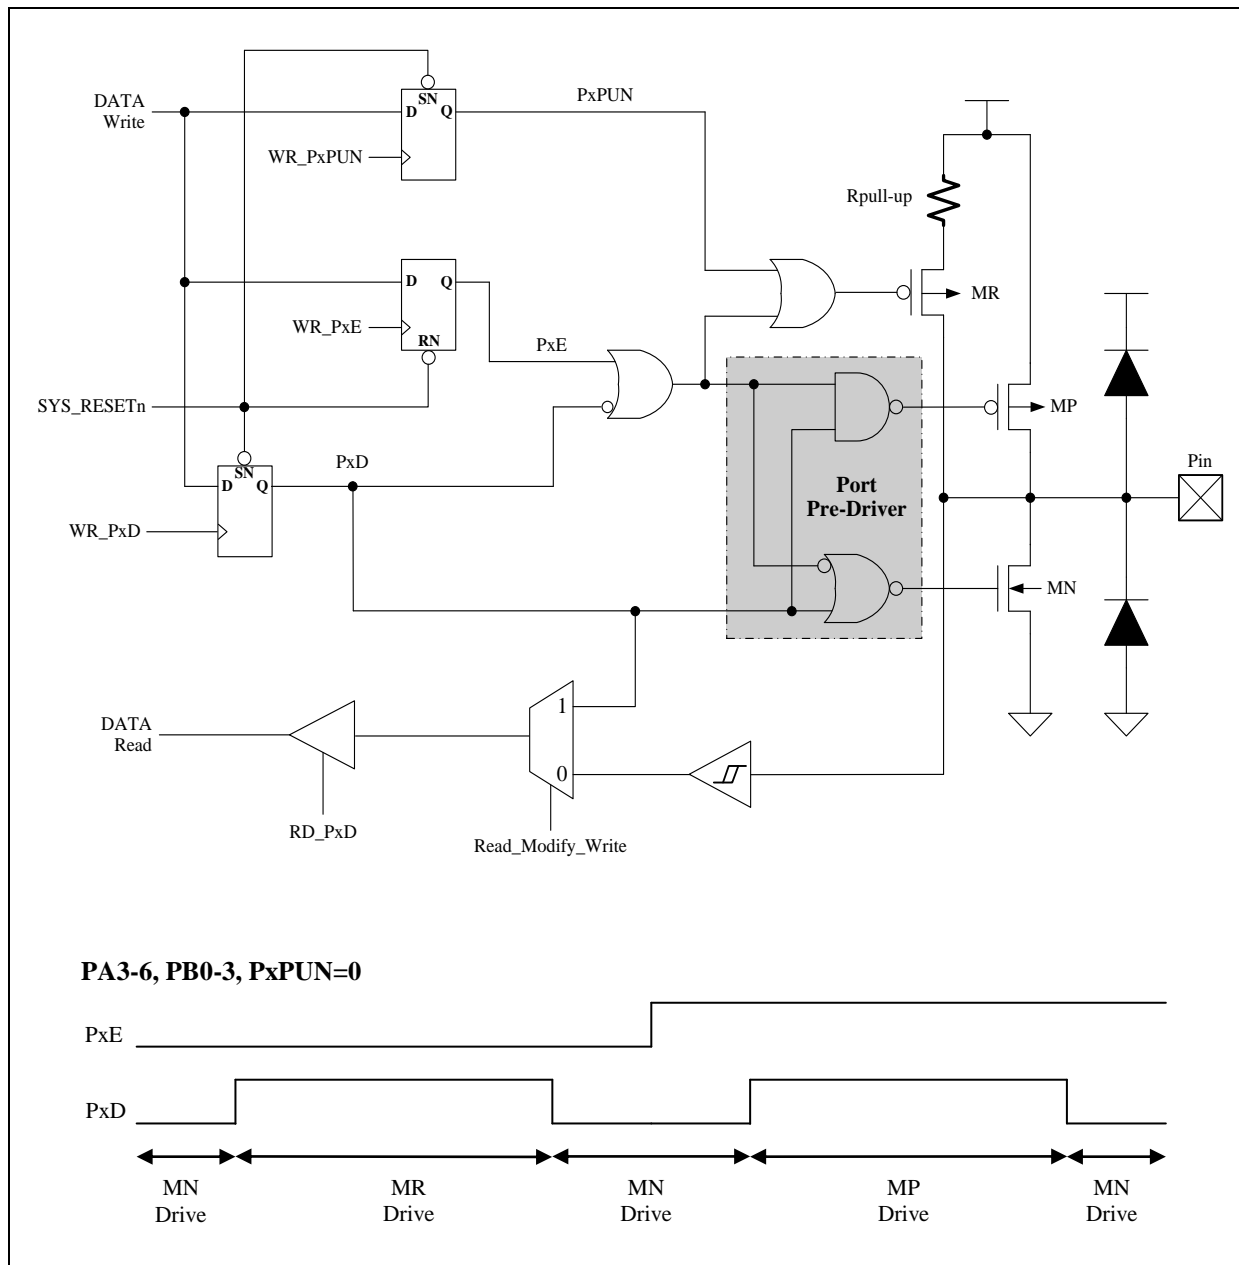 DATA
Write
SN
D
Q
PxPUN
WR_PxPUN
Rpull-up
MR
D
Q
WR_PxE
RN
PxE
SYS_RESETn
MP
SN
D
Q
PxD
WR_PxD
Port
Pre-Driver
Pin
MN
DATA
Read
1
0
RD_PxD
Read_Modify_Write
PA3-6, PB0-3, PxPUN=0
PxE
PxD
MN
Drive
MR
Drive
MN
Drive
MP
Drive
MN
Drive